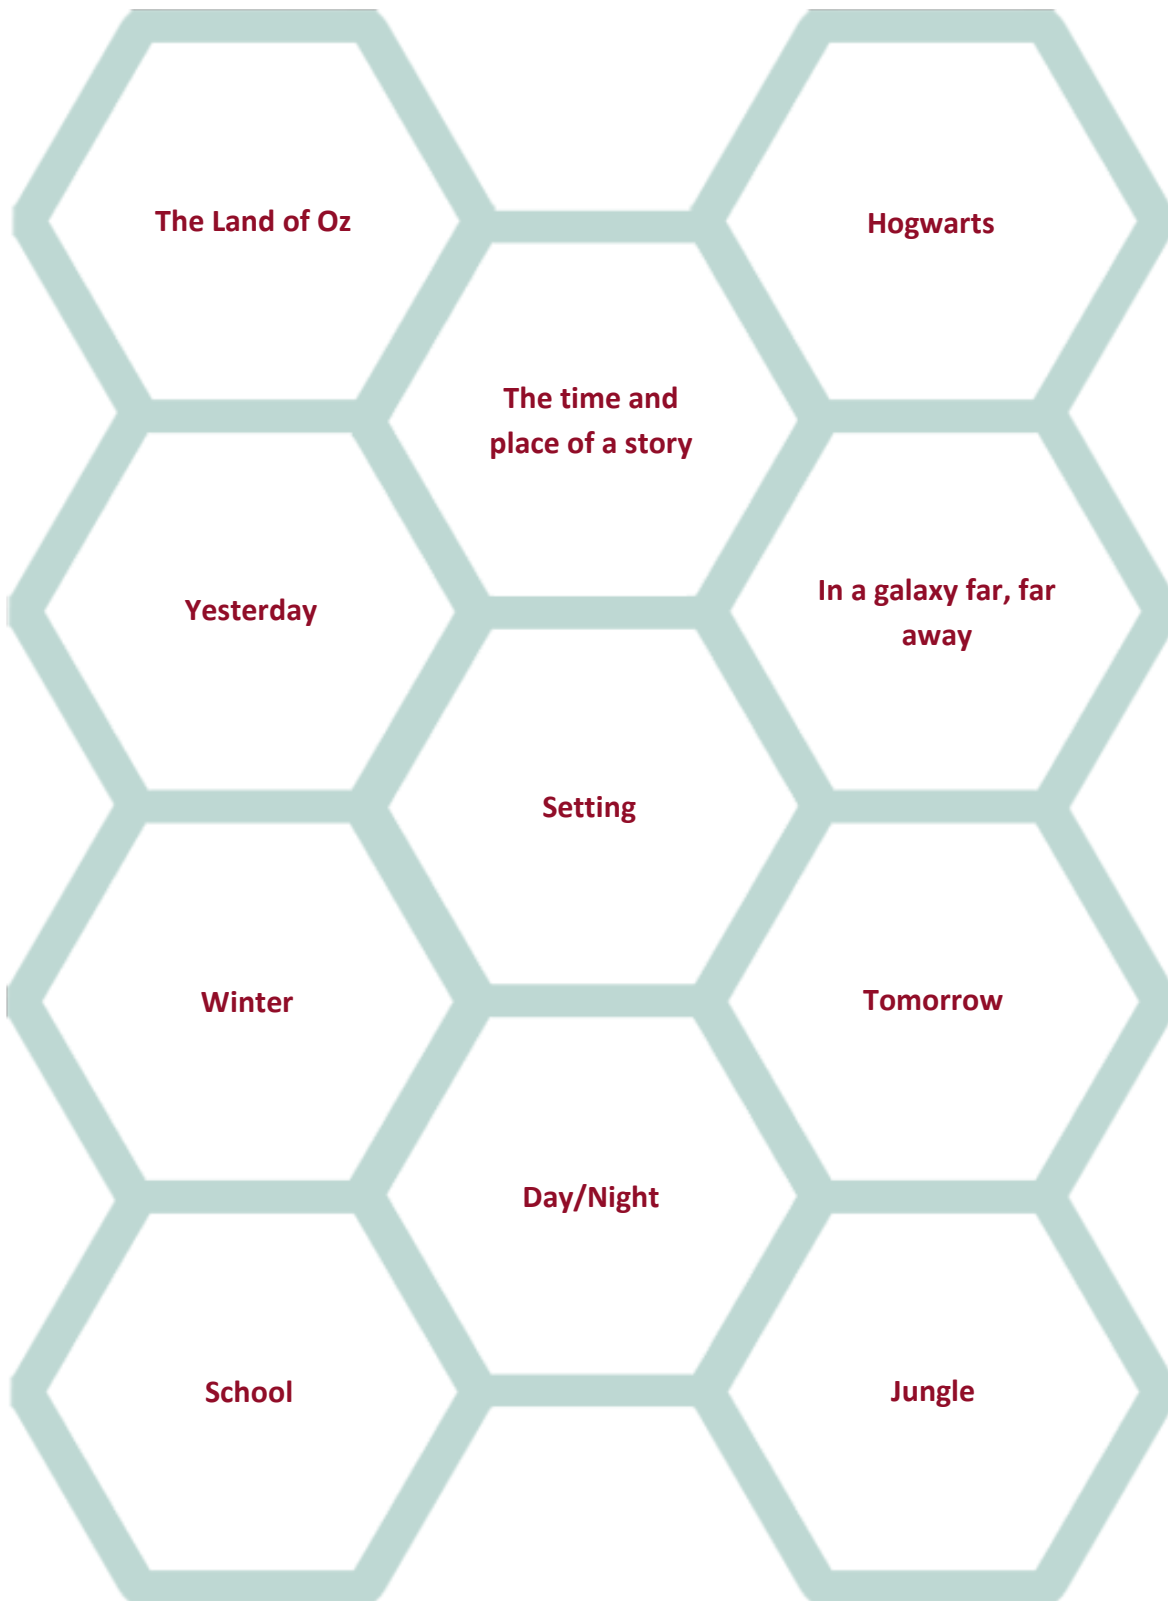 The Land of Oz
Hogwarts
The time and
place of a story
Yesterday
In a galaxy far, far
away
Setting
Winter
Tomorrow
Day/Night
School
Jungle